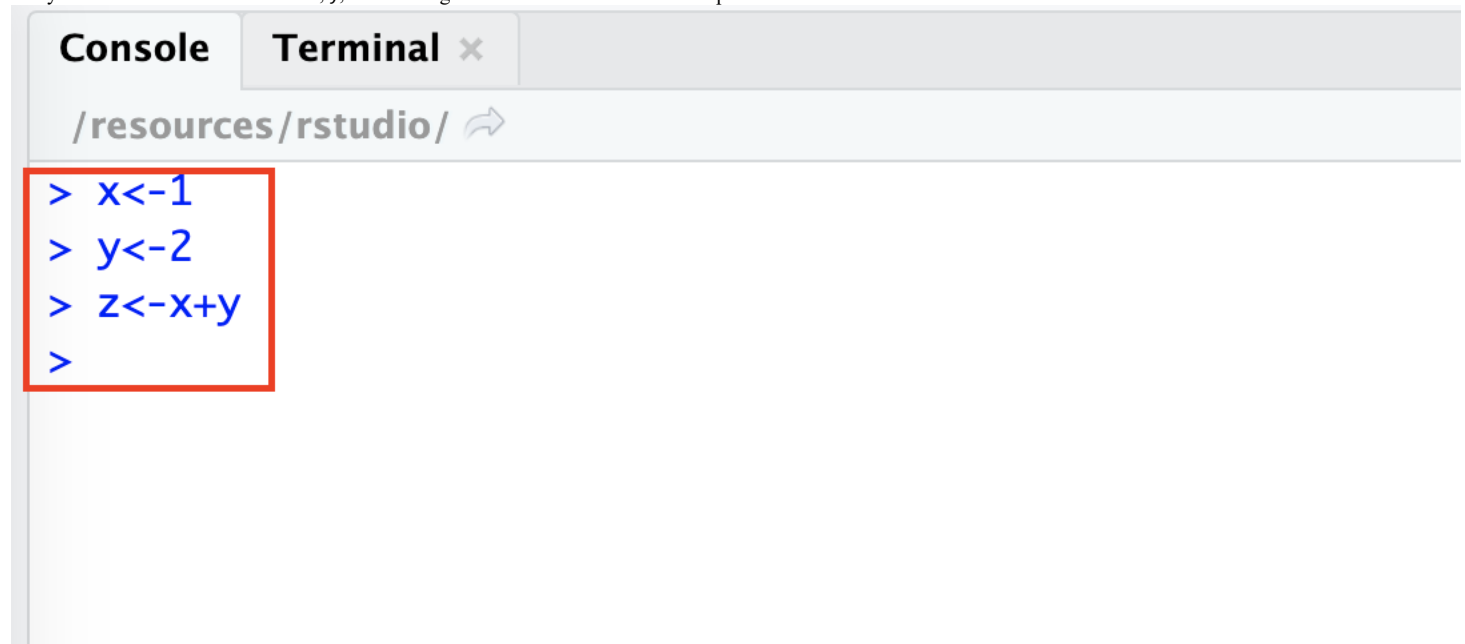 Console Terminal ×
/resources/rstudio/
> x<-1
> y<-2
> z<-x+y
>